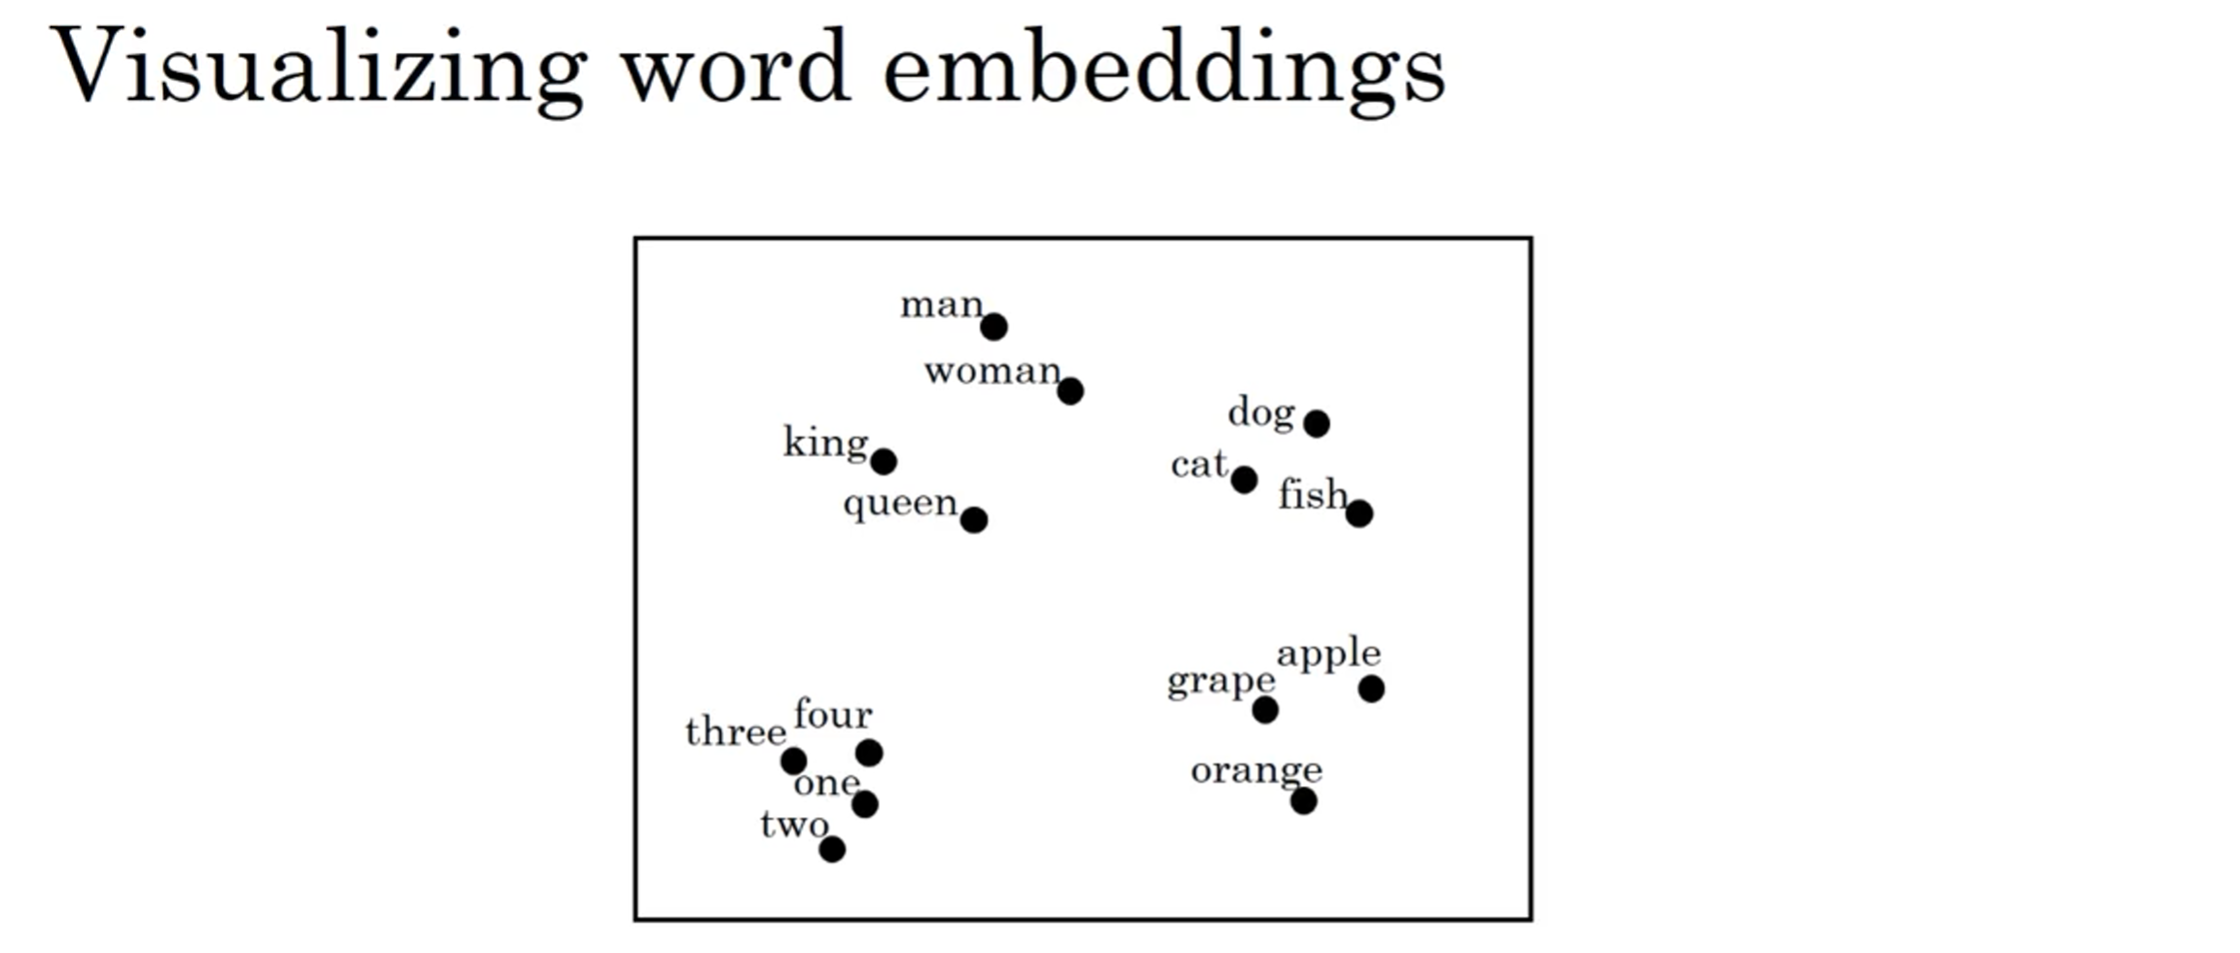 Visualizing word embeddings
man
woman
dog
king
cat
fish
queen
apple
grape
four
three
orange
one
two